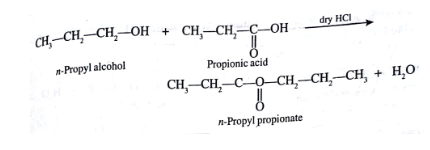 CH₃—CH₂—CH₂—OH + CH₃—CH₂—C—OH dry HCl
O
n-Propyl alcohol Propionic acid
CH₃—CH₂—C—O—CH₂—CH₂—CH₃ + H₂O
O
n-Propyl propionate